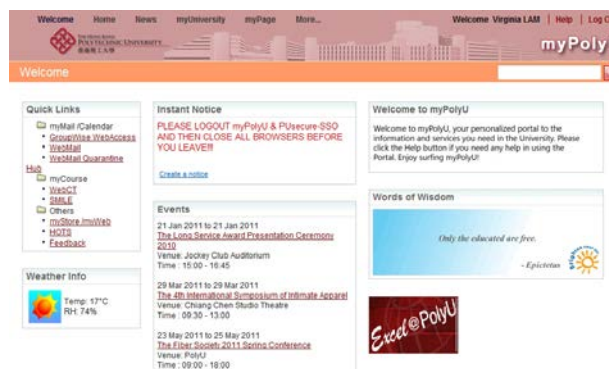 Welcome Home News myUniversity myPage More... Welcome Virginia LAM | Help | Log O
THE HONG KONG
POLYTECHNIC UNIVERSITY
香港理工大學
myPoly
Welcome
Quick Links
myMail /Calendar
GroupWise WebAccess
WebMail
WebMail Quarantine
Hub
myCourse
WebCT
SMILE
Others
myStore /myWeb
HOTS
Feedback
Weather Info
Temp: 17°C
RH: 74%
Instant Notice
PLEASE LOGOUT myPolyU & PUsecure-SSO
AND THEN CLOSE ALL BROWSERS BEFORE
YOU LEAVE!!!
Create a notice
Events
21 Jan 2011 to 21 Jan 2011
The Long Service Award Presentation Ceremony
2010
Venue: Jockey Club Auditorium
Time : 15:00 - 16:45
29 Mar 2011 to 29 Mar 2011
The 4th International Symposium of Intimate Apparel
Venue: Chiang Chen Studio Theatre
Time : 09:30 - 13:00
23 May 2011 to 25 May 2011
The Fiber Society 2011 Spring Conference
Venue: PolyU
Time : 09:00 - 18:00
Welcome to myPolyU
Welcome to myPolyU, your personalized portal to the
information and services you need in the University. Please
click the Help button if you need any help in using the
Portal. Enjoy surfing myPolyU!
Words of Wisdom
Only the educated are free.
- Epictetus
Excel@PolyU